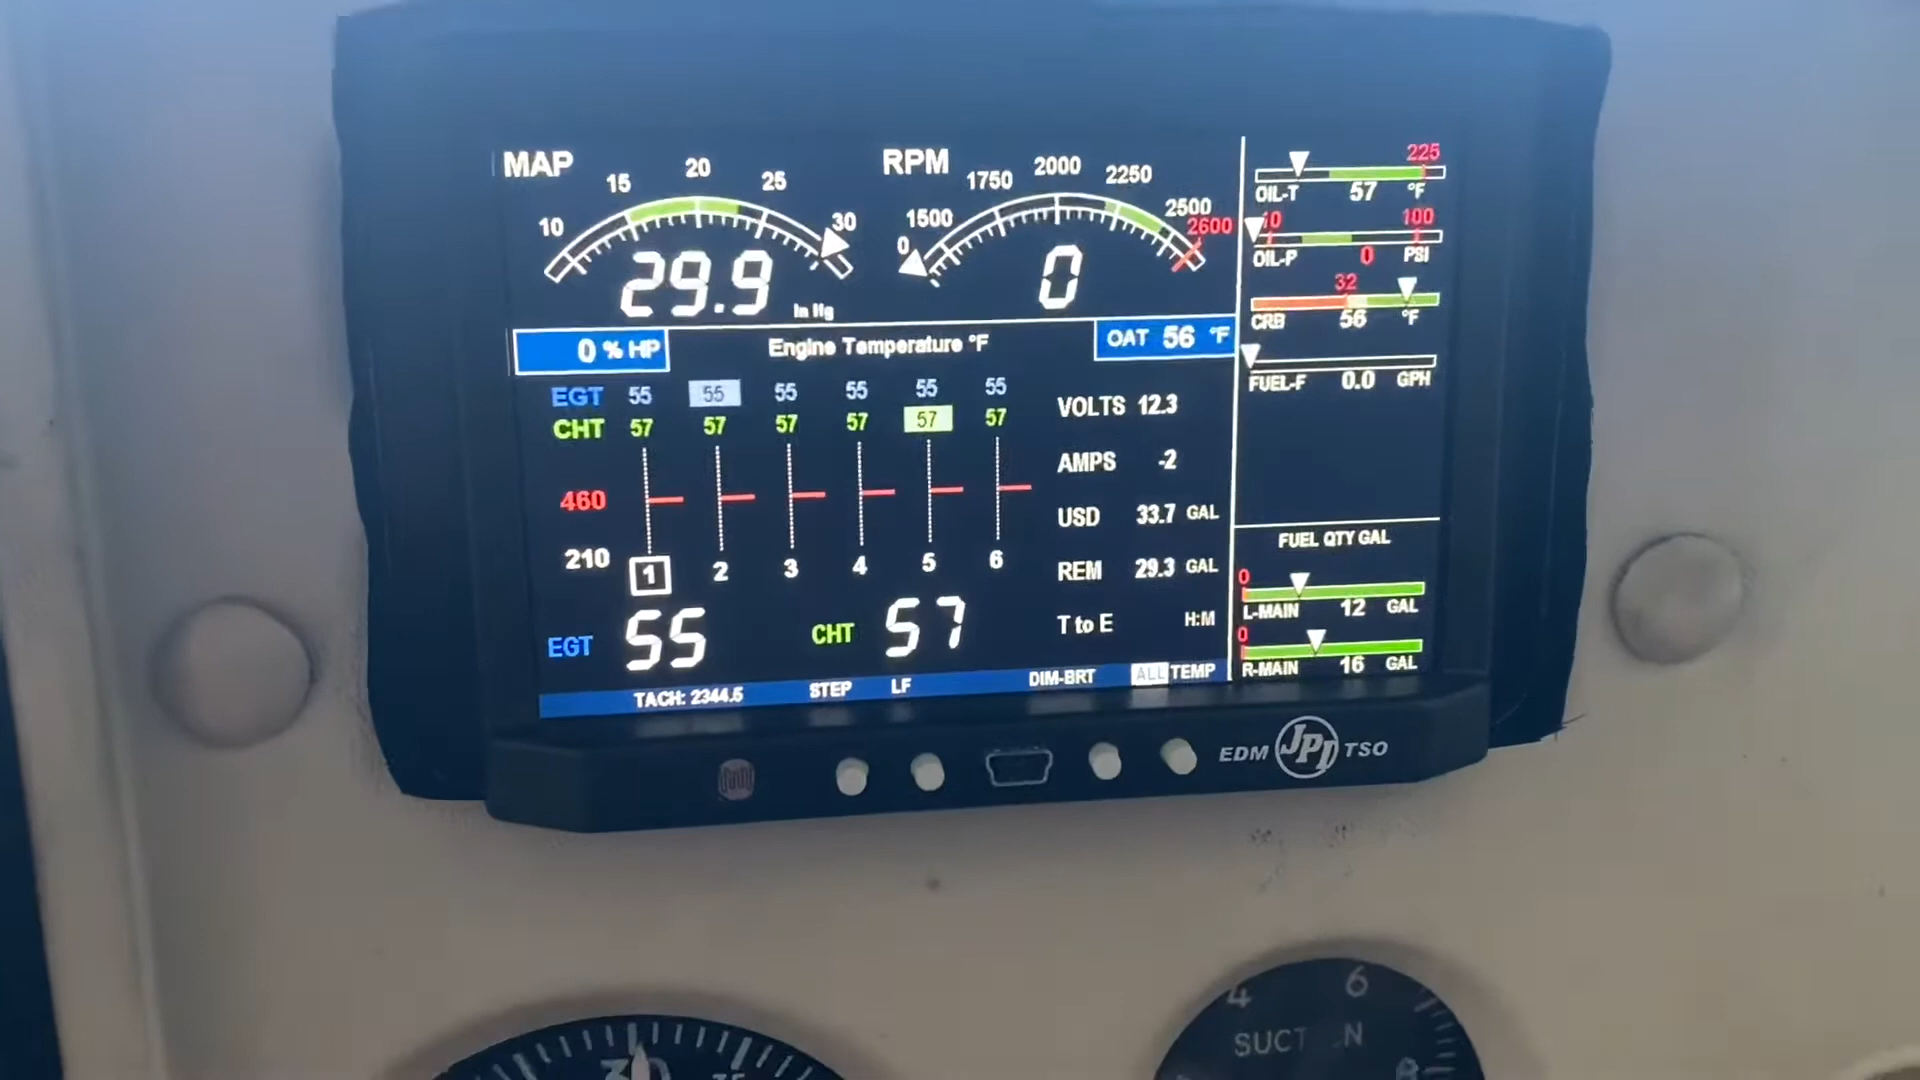 MAP
10 15 20 25 30
29.9
In Hg
RPM
0 1500 1750 2000 2250 2500 2600
0
225
OIL-T 57 °F
10 100
OIL-P 0 PSI
32
CRB 56 °F
FUEL-F 0.0 GPH
0 % HP
Engine Temperature °F
OAT 56 °F
EGT 55 55 55 55 55 55
CHT 57 57 57 57 57 57
460
210
1 2 3 4 5 6
EGT 55
CHT 57
VOLTS 12.3
AMPS -2
USD 33.7 GAL
REM 29.3 GAL
T to E H:M
FUEL QTY GAL
0
L-MAIN 12 GAL
0
R-MAIN 16 GAL
TACH: 2344.5 STEP LF DIM-BRT ALL TEMP
EDM JPI TSO
4 6